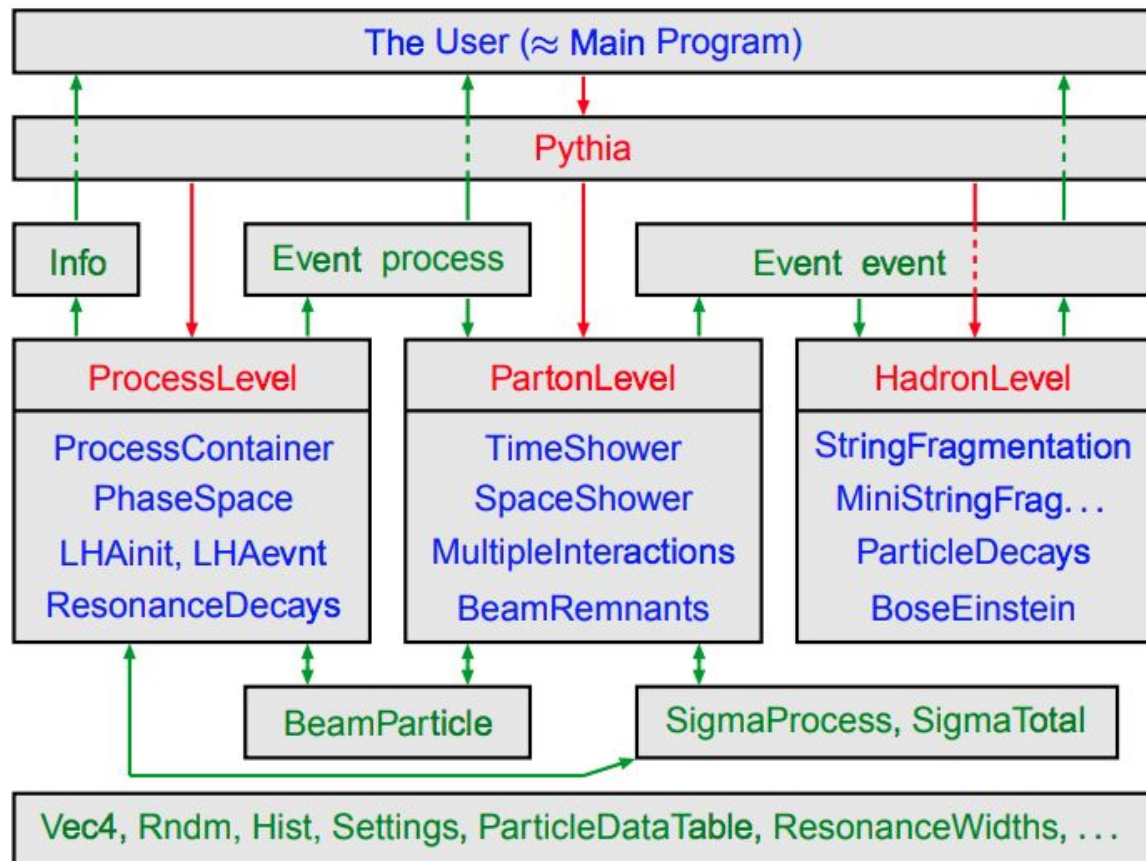 The User (≈ Main Program)
Pythia
Info
Event process
Event event
ProcessLevel
ProcessContainer
PhaseSpace
LHAinit, LHAevnt
ResonanceDecays
PartonLevel
TimeShower
SpaceShower
MultipleInteractions
BeamRemnants
HadronLevel
StringFragmentation
MiniStringFrag...
ParticleDecays
BoseEinstein
BeamParticle
SigmaProcess, SigmaTotal
Vec4, Rndm, Hist, Settings, ParticleDataTable, ResonanceWidths, ...